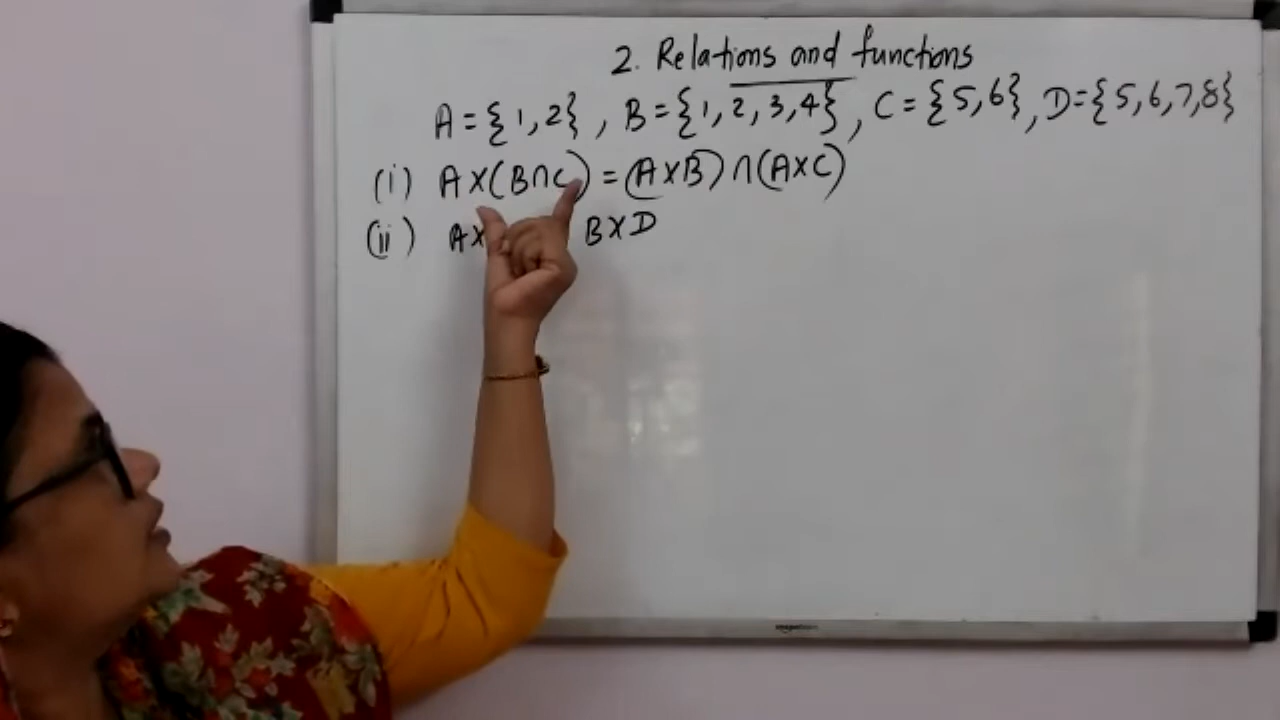 2. Relations and functions
A = {1,2}, B = {1,2,3,4}, C = {5,6}, D={5,6,7,8}
(i) A×(B∩C) = (A×B)∩(A×C)
(ii) A× B×D